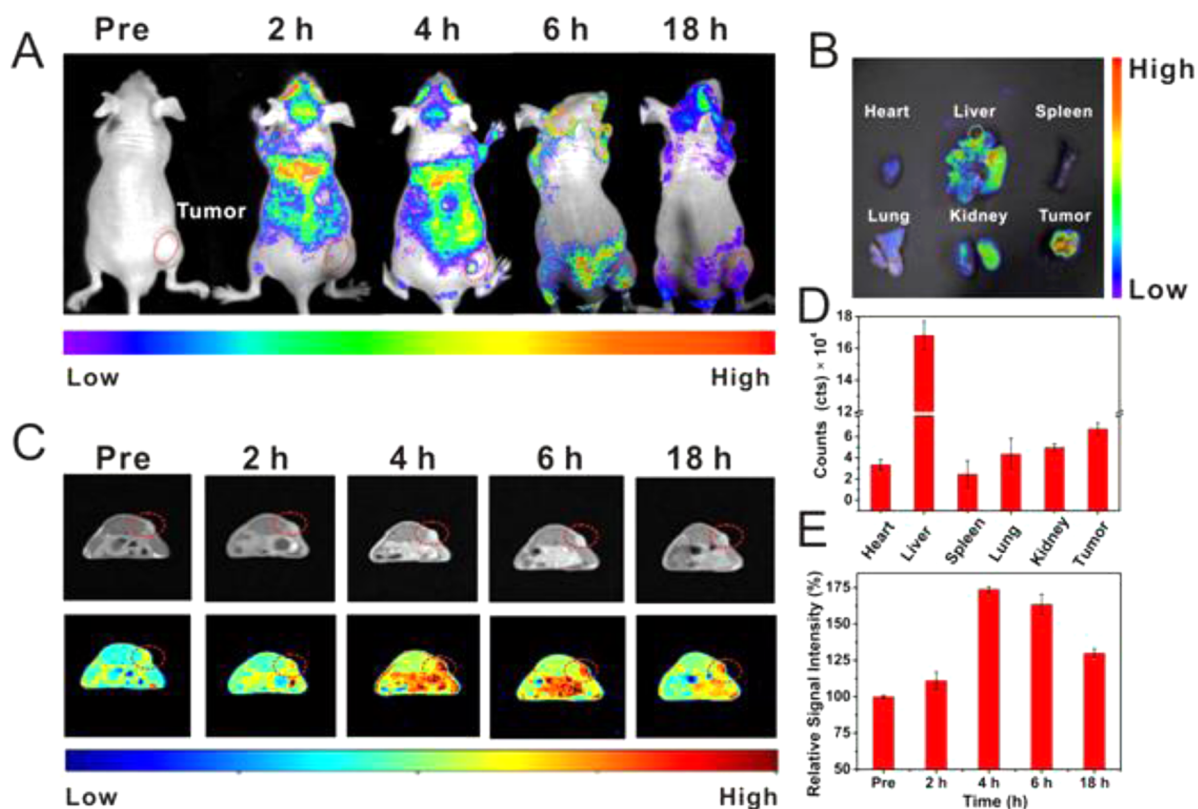 A
Pre 2 h 4 h 6 h 18 h
Tumor
Low High
B
Heart Liver Spleen
Lung Kidney Tumor
High
Low
C
Pre 2 h 4 h 6 h 18 h
Low High
D
Counts (cts) × 10⁴
18
16
14
12
6
4
2
0
Heart Liver Spleen Lung Kidney Tumor
E
Relative Signal Intensity (%)
175
150
125
100
75
50
Pre 2 h 4 h 6 h 18 h
Time (h)